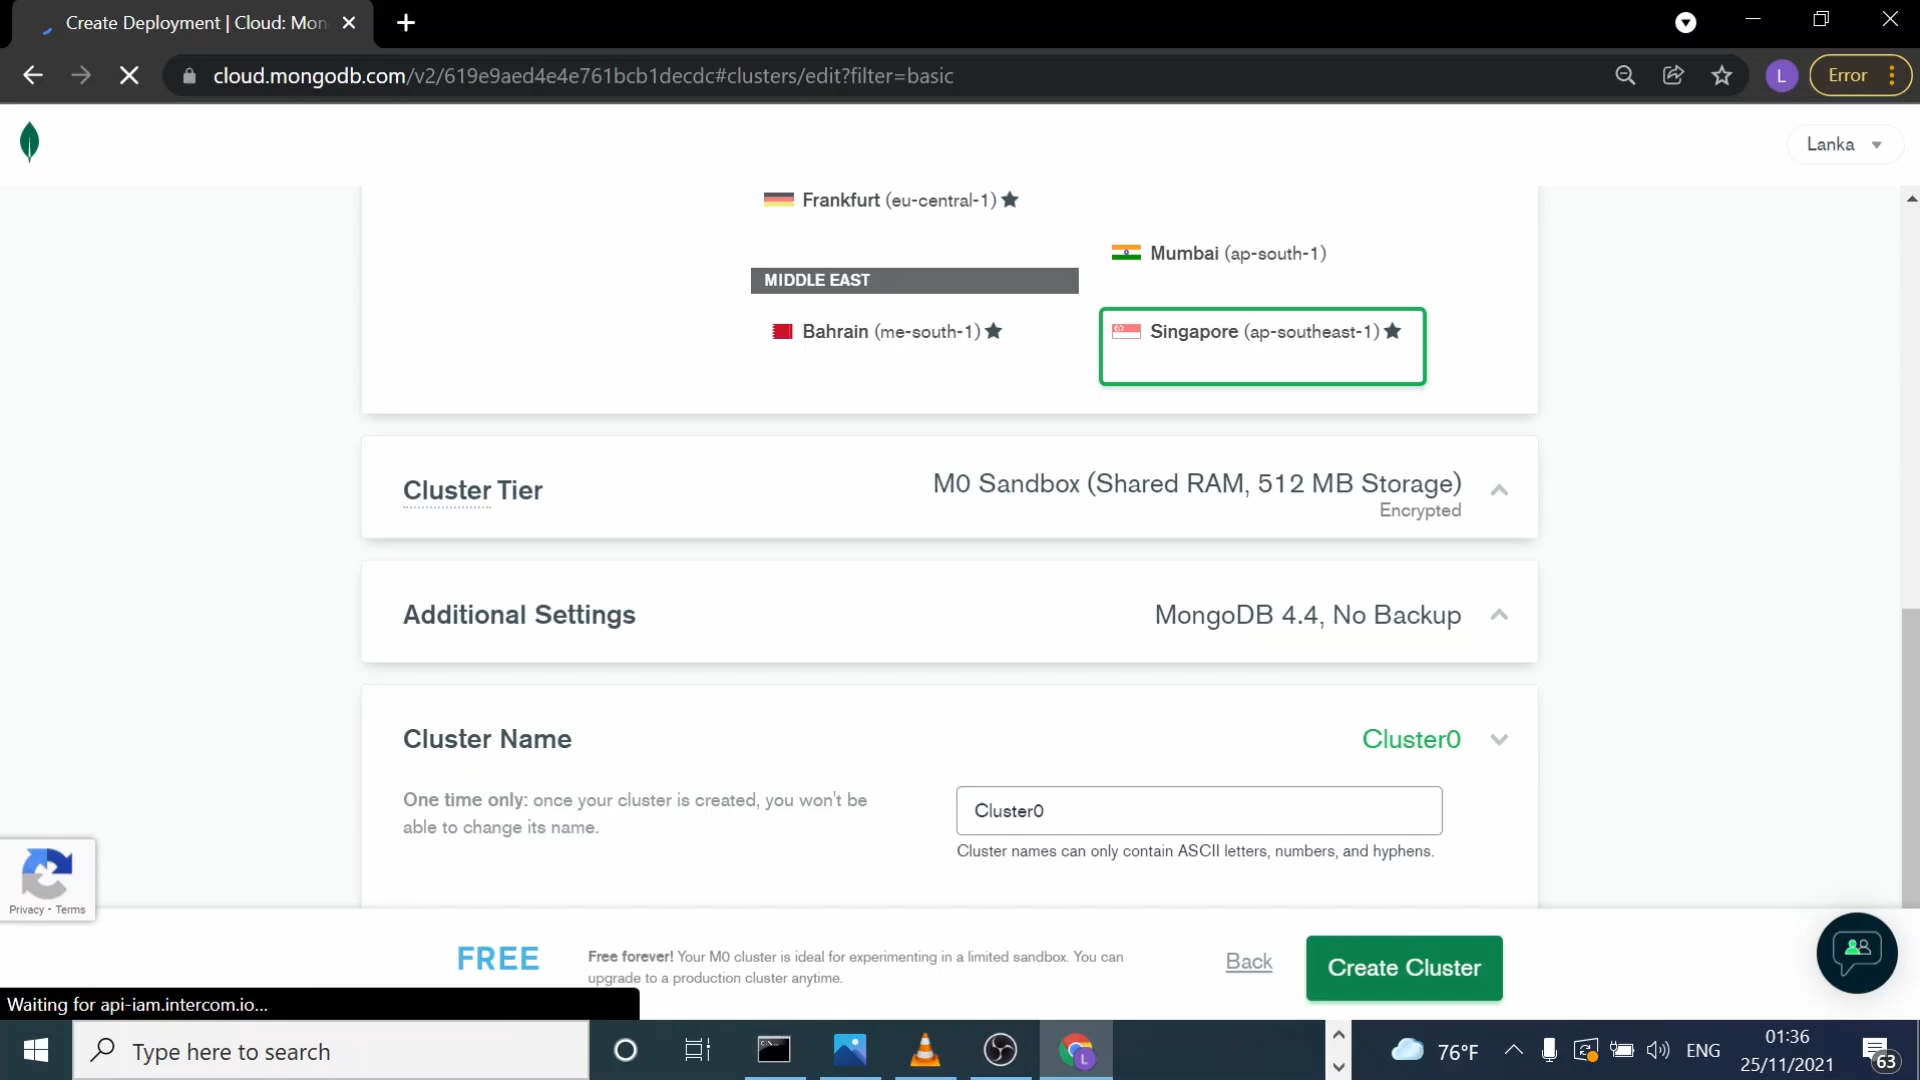 Create Deployment | Cloud: Mon
cloud.mongodb.com/v2/619e9aed4e4e761bcb1decdc#clusters/edit?filter=basic
L
Error
Lanka
Frankfurt (eu-central-1)
Mumbai (ap-south-1)
MIDDLE EAST
Bahrain (me-south-1)
Singapore (ap-southeast-1)
Cluster Tier
M0 Sandbox (Shared RAM, 512 MB Storage)
Encrypted
Additional Settings
MongoDB 4.4, No Backup
Cluster Name
Cluster0
One time only: once your cluster is created, you won't be
able to change its name.
Cluster0
Cluster names can only contain ASCII letters, numbers, and hyphens.
Privacy - Terms
FREE
Free forever! Your M0 cluster is ideal for experimenting in a limited sandbox. You can
upgrade to a production cluster anytime.
Back
Create Cluster
Waiting for api-iam.intercom.io...
Type here to search
L
76°F
ENG
01:36
25/11/2021
63